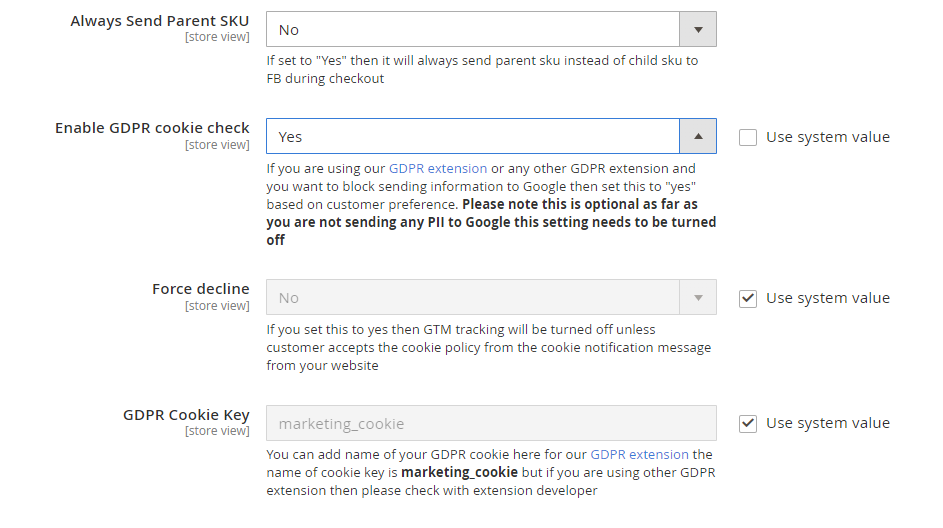 Always Send Parent SKU
[store view]
No
If set to "Yes" then it will always send parent sku instead of child sku to
FB during checkout
Enable GDPR cookie check
[store view]
Yes
Use system value
If you are using our GDPR extension or any other GDPR extension and
you want to block sending information to Google then set this to "yes"
based on customer preference. Please note this is optional as far as
you are not sending any PII to Google this setting needs to be turned
off
Force decline
[store view]
No
Use system value
If you set this to yes then GTM tracking will be turned off unless
customer accepts the cookie policy from the cookie notification message
from your website
GDPR Cookie Key
[store view]
marketing_cookie
Use system value
You can add name of your GDPR cookie here for our GDPR extension the
name of cookie key is marketing_cookie but if you are using other GDPR
extension then please check with extension developer